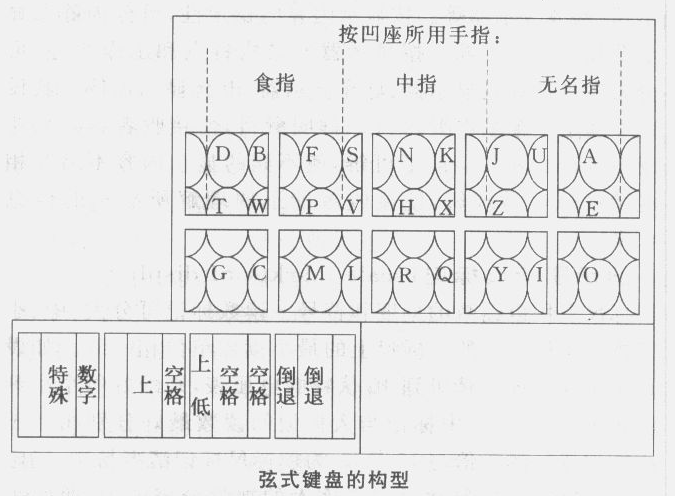 按凹座所用手指：
食指 中指 无名指
D B F S N K J U A
T W P V H X Z E
G C M L R Q Y I O
特殊 数字 上 空格 上低 空格 空格 倒退 倒退
弦式键盘的构型